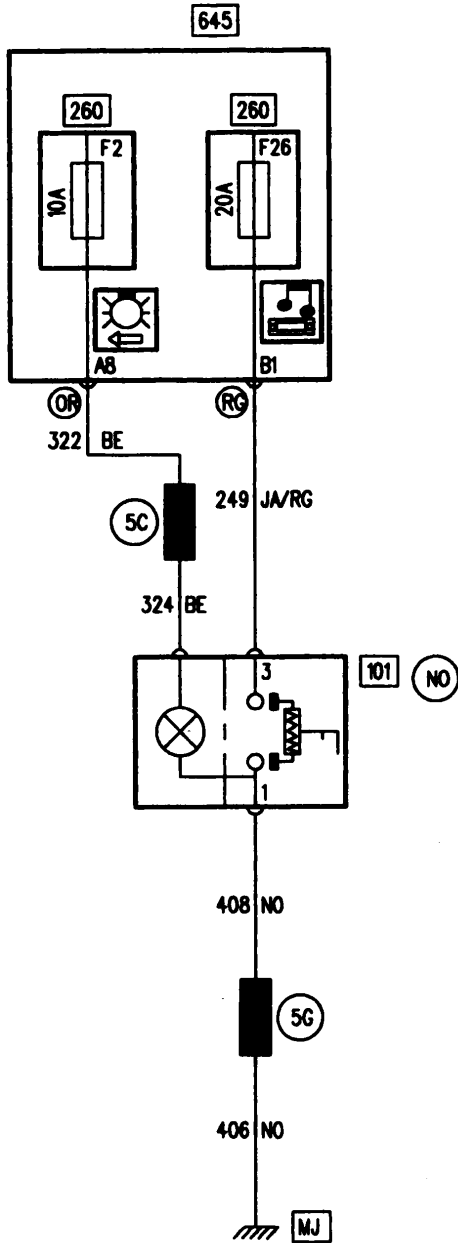 645
260 260
F2 F26
10A 20A
A8 B1
OR RG
322 BE
249 JA/RG
5C
324 BE
3 101 NO
1
408 NO
5G
406 NO
MJ